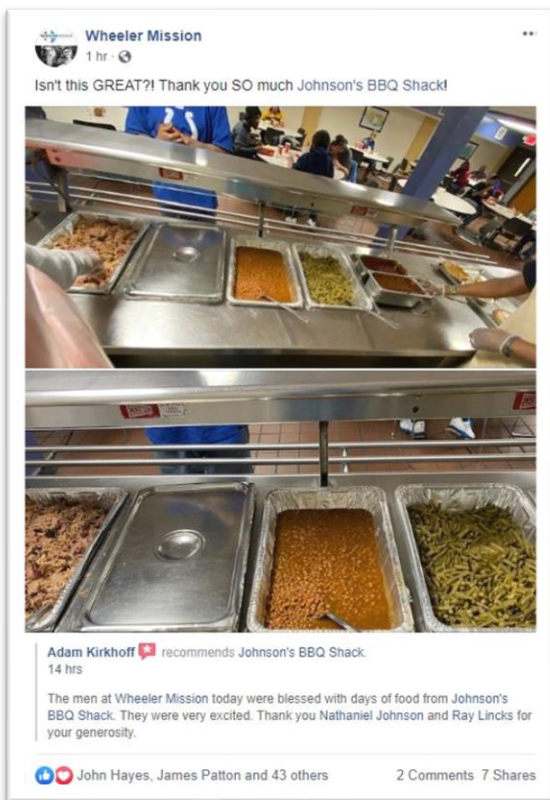 Wheeler Mission
1 hr
Isn't this GREAT?! Thank you SO much Johnson's BBQ Shack!
Adam Kirkhoff recommends Johnson's BBQ Shack.
14 hrs
The men at Wheeler Mission today were blessed with days of food from Johnson's
BBQ Shack. They were very excited. Thank you Nathaniel Johnson and Ray Lincks for
your generosity.
John Hayes, James Patton and 43 others 2 Comments 7 Shares